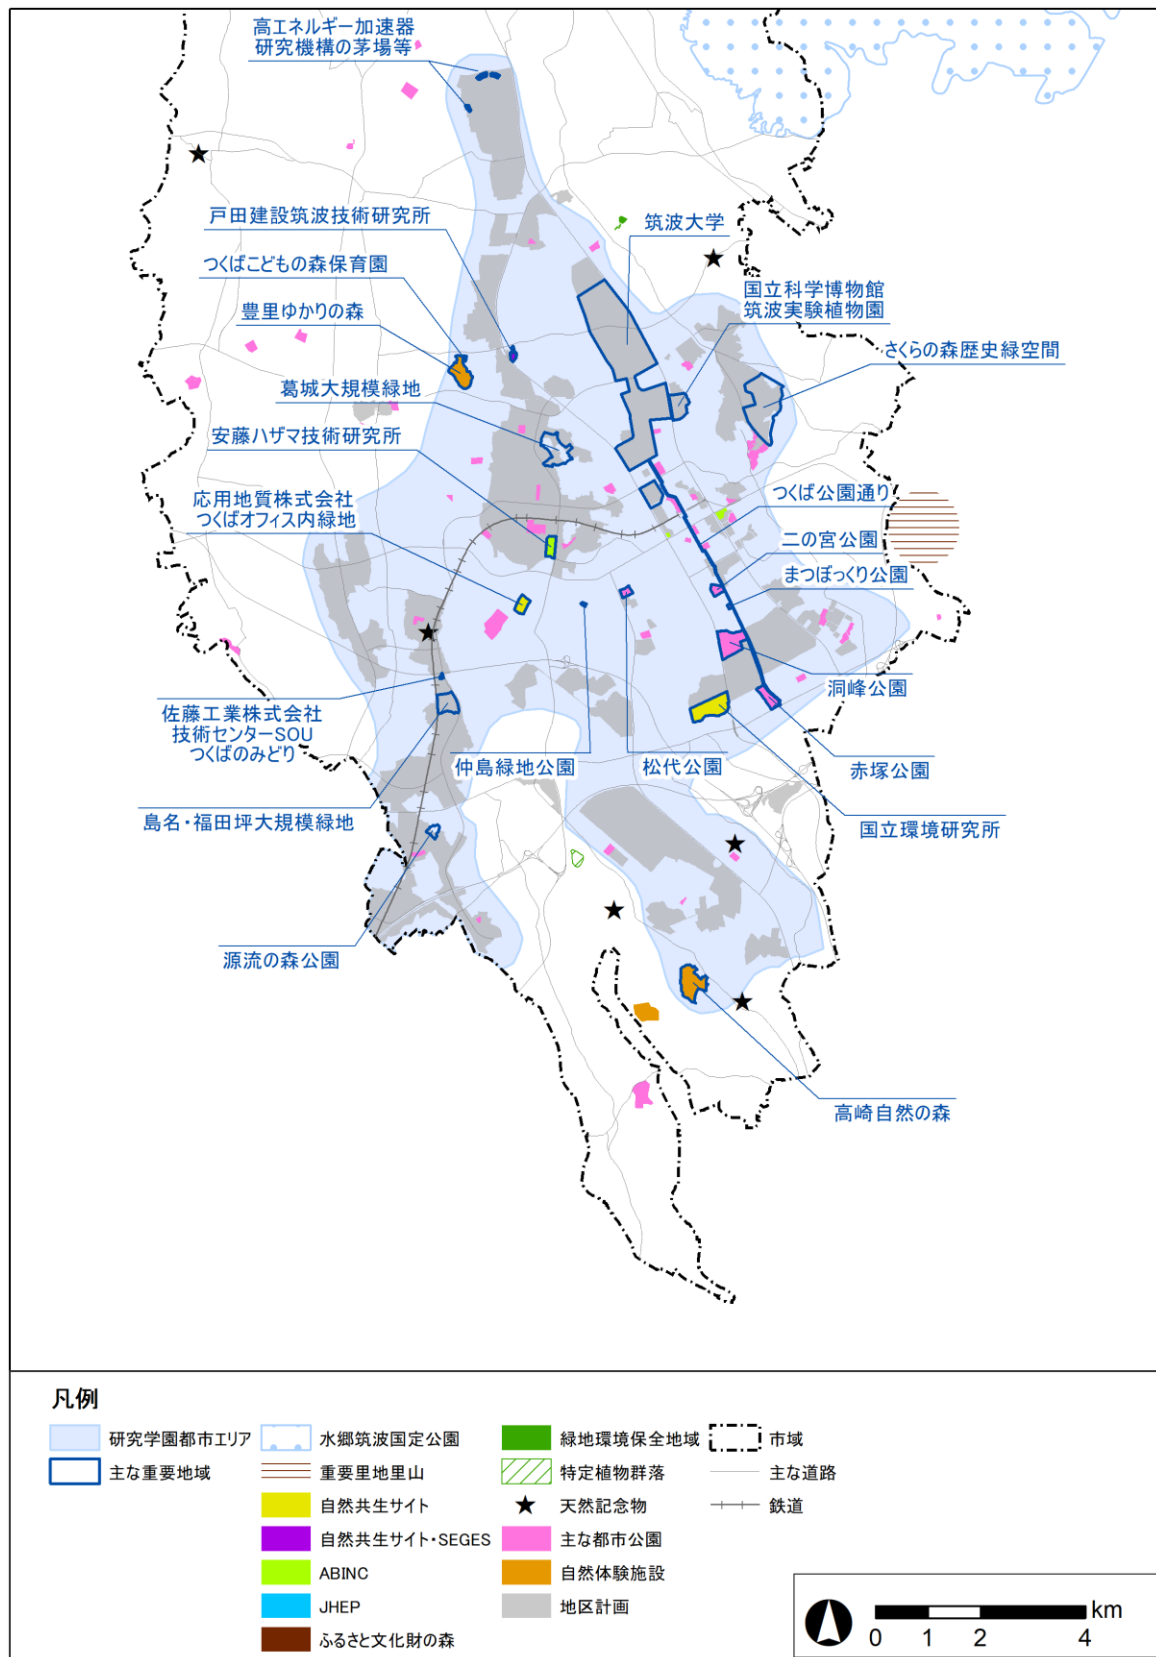 高エネルギー加速器
研究機構の茅場等
戸田建設筑波技術研究所
筑波大学
つくばこどもの森保育園
国立科学博物館
筑波実験植物園
豊里ゆかりの森
さくらの森歴史緑空間
葛城大規模緑地
安藤ハザマ技術研究所
応用地質株式会社
つくばオフィス内緑地
つくば公園通り
二の宮公園
まつぼっくり公園
洞峰公園
佐藤工業株式会社
技術センターSOU
つくばのみどり
仲島緑地公園
松代公園
赤塚公園
島名・福田坪大規模緑地
国立環境研究所
源流の森公園
高崎自然の森
凡例
研究学園都市エリア
主な重要地域
水郷筑波国定公園
重要里地里山
自然共生サイト
自然共生サイト・SEGES
ABINC
JHEP
ふるさと文化財の森
緑地環境保全地域
特定植物群落
天然記念物
主な都市公園
自然体験施設
地区計画
市域
主な道路
鉄道
km
0 1 2 4